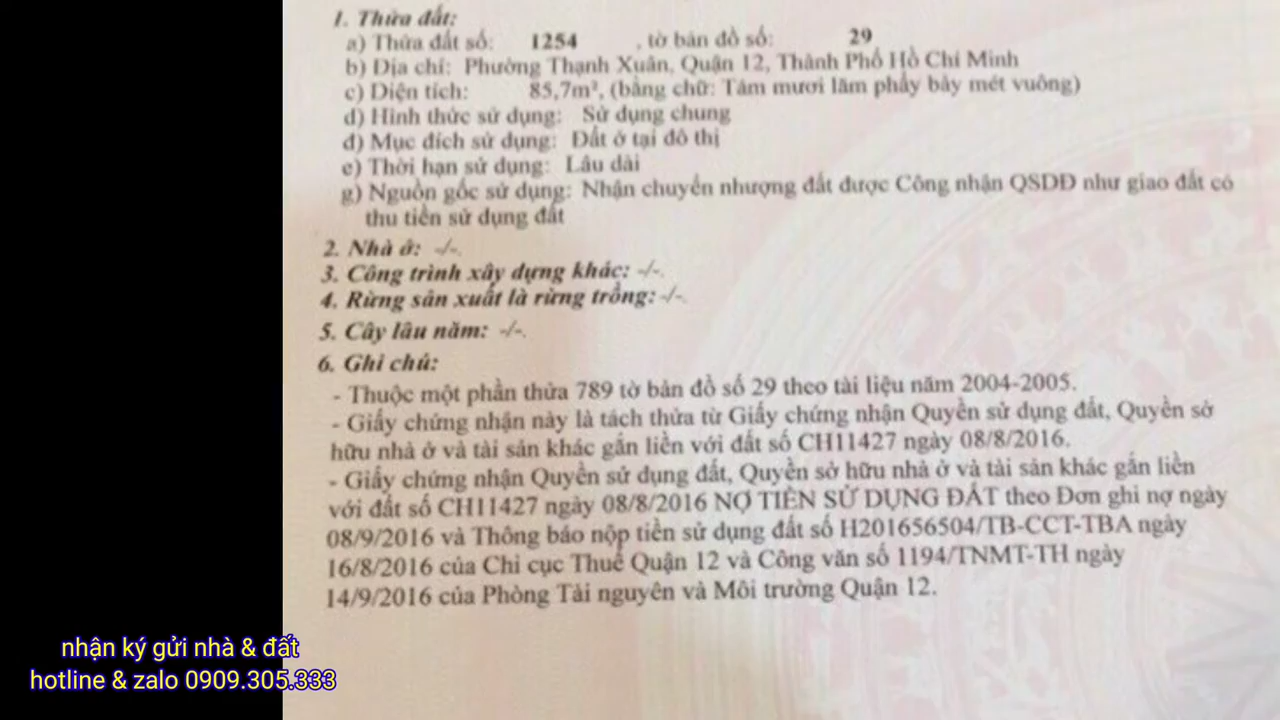 1. Thửa đất:
a) Thửa đất số: 1254 , tờ bản đồ số: 29
b) Địa chỉ: Phường Thạnh Xuân, Quận 12, Thành Phố Hồ Chí Minh
c) Diện tích: 85,7m², (bằng chữ: Tám mươi lăm phẩy bảy mét vuông)
d) Hình thức sử dụng: Sử dụng chung
đ) Mục đích sử dụng: Đất ở tại đô thị
e) Thời hạn sử dụng: Lâu dài
g) Nguồn gốc sử dụng: Nhận chuyển nhượng đất được Công nhận QSDĐ như giao đất có
thu tiền sử dụng đất
2. Nhà ở: -/-.
3. Công trình xây dựng khác: -/-.
4. Rừng sản xuất là rừng trồng: -/-.
5. Cây lâu năm: -/-.
6. Ghi chú:
- Thuộc một phần thửa 789 tờ bản đồ số 29 theo tài liệu năm 2004-2005.
- Giấy chứng nhận này là tách thửa từ Giấy chứng nhận Quyền sử dụng đất, Quyền sở
hữu nhà ở và tài sản khác gắn liền với đất số CH11427 ngày 08/8/2016.
- Giấy chứng nhận Quyền sử dụng đất, Quyền sở hữu nhà ở và tài sản khác gắn liền
với đất số CH11427 ngày 08/8/2016 NỢ TIỀN SỬ DỤNG ĐẤT theo Đơn ghi nợ ngày
08/9/2016 và Thông báo nộp tiền sử dụng đất số H201656504/TB-CCT-TBA ngày
16/8/2016 của Chi cục Thuế Quận 12 và Công văn số 1194/TNMT-TH ngày
14/9/2016 của Phòng Tài nguyên và Môi trường Quận 12.
nhận ký gửi nhà & đất
hotline & zalo 0909.305.333